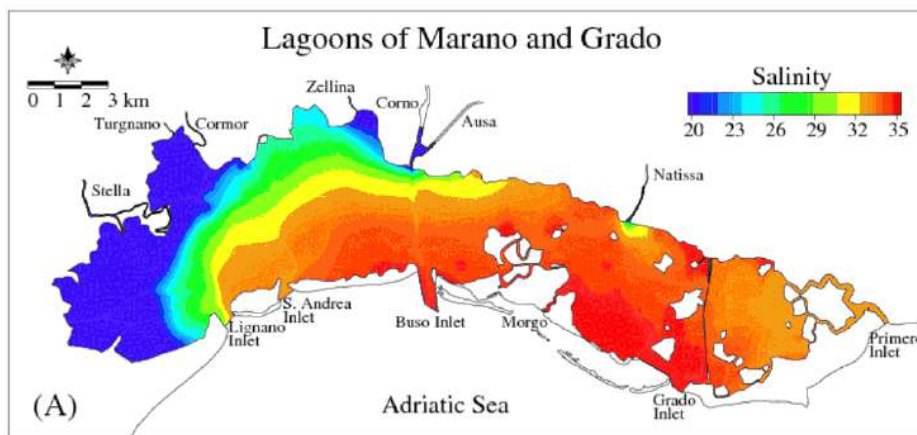 Lagoons of Marano and Grado
0 1 2 3 km
Salinity
20 23 26 29 32 35
Zellina
Corno
Ausa
Turgnano
Cormor
Stella
Natissa
S. Andrea
Inlet
Lignano
Inlet
Buso Inlet
Morgo
Primero
Inlet
Grado
Inlet
(A)
Adriatic Sea